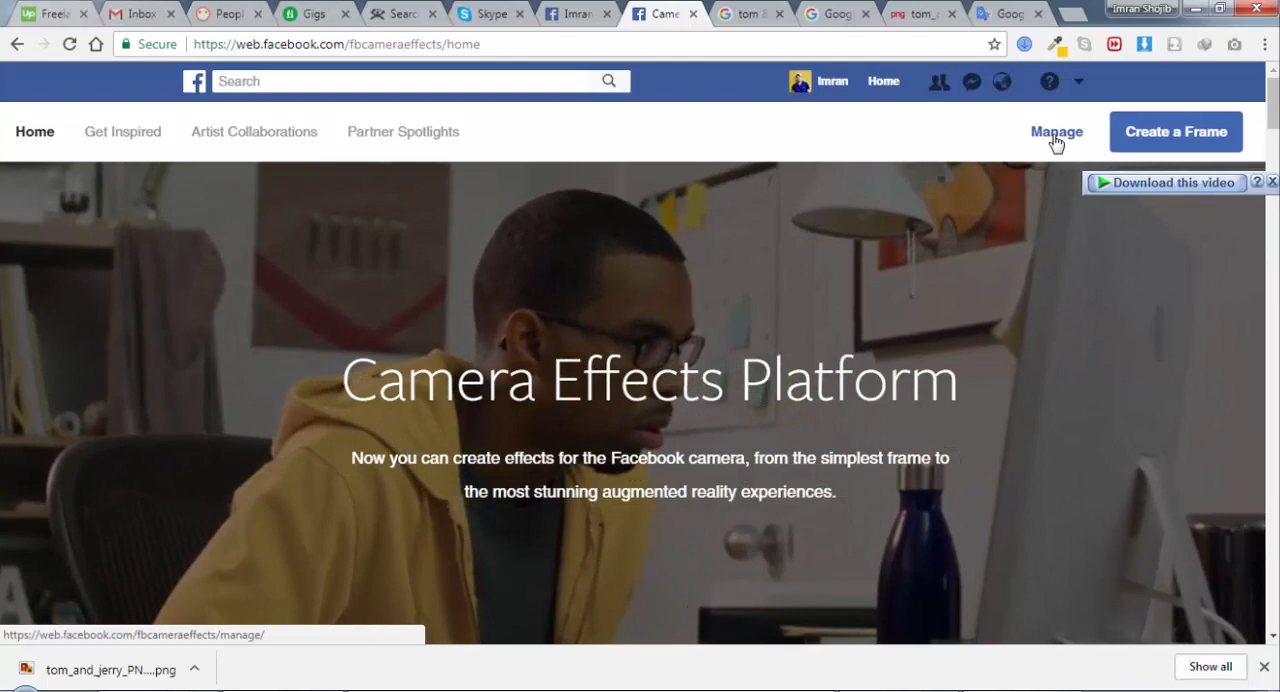 Imran Shojib
Freela
Inbox
Peopl
Gigs
Searc
Skype
Imran
Came
tom &
Goog
png tom_
Goog
Secure https://web.facebook.com/fbcameraeffects/home
Search
Imran Home
Home Get Inspired Artist Collaborations Partner Spotlights
Manage Create a Frame
Download this video ? X
Camera Effects Platform
Now you can create effects for the Facebook camera, from the simplest frame to
the most stunning augmented reality experiences.
https://web.facebook.com/fbcameraeffects/manage/
tom_and_jerry_PN....png
Show all